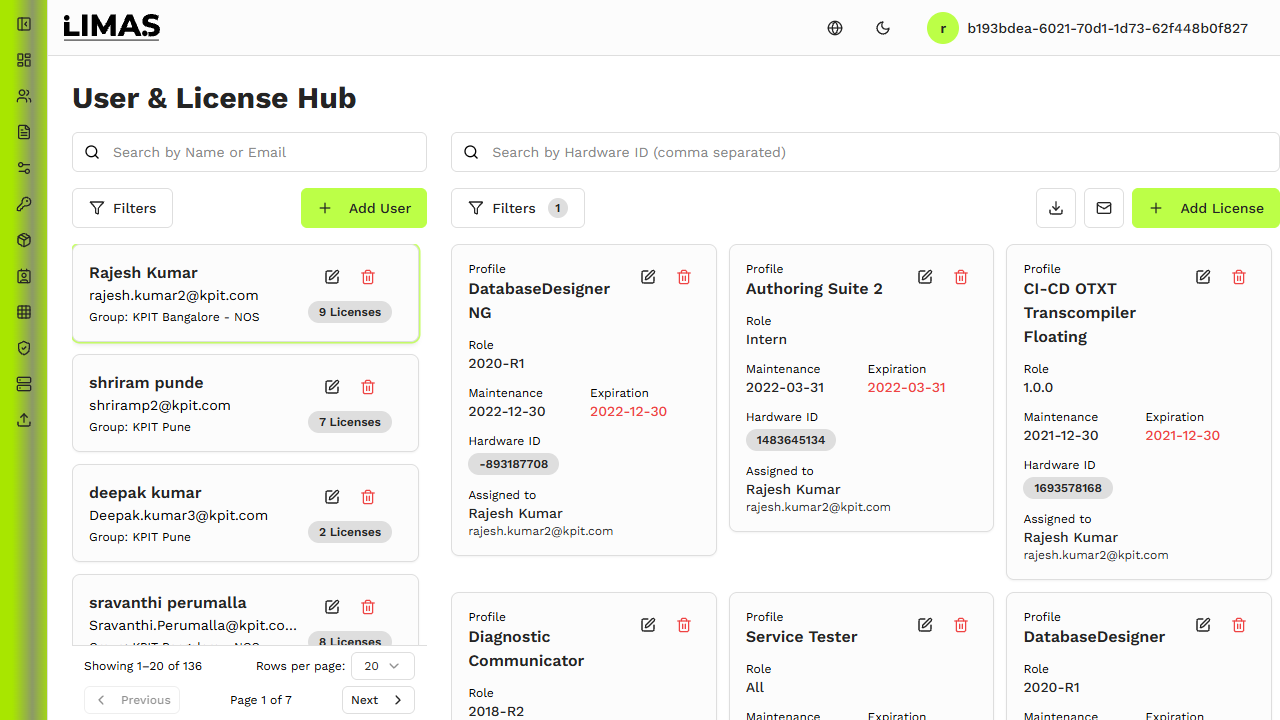 LIMAS
r
b193bdea-6021-70d1-1d73-62f448b0f827
User & License Hub
Search by Name or Email
Filters
Add User
Rajesh Kumar
rajesh.kumar2@kpit.com
Group: KPIT Bangalore - NOS
9 Licenses
shriram punde
shriramp2@kpit.com
Group: KPIT Pune
7 Licenses
deepak kumar
Deepak.kumar3@kpit.com
Group: KPIT Pune
2 Licenses
sravanthi perumalla
Sravanthi.Perumalla@kpit.co...
8 Licenses
Showing 1–20 of 136
Rows per page:
20
Previous
Page 1 of 7
Next
Search by Hardware ID (comma separated)
Filters
1
Add License
Profile
DatabaseDesigner
NG
Role
2020-R1
Maintenance
Expiration
2022-12-30
2022-12-30
Hardware ID
-893187708
Assigned to
Rajesh Kumar
rajesh.kumar2@kpit.com
Profile
Authoring Suite 2
Role
Intern
Maintenance
Expiration
2022-03-31
2022-03-31
Hardware ID
1483645134
Assigned to
Rajesh Kumar
rajesh.kumar2@kpit.com
Profile
CI-CD OTXT
Transcompiler
Floating
Role
1.0.0
Maintenance
Expiration
2021-12-30
2021-12-30
Hardware ID
1693578168
Assigned to
Rajesh Kumar
rajesh.kumar2@kpit.com
Profile
Diagnostic
Communicator
Role
2018-R2
Profile
Service Tester
Role
All
Maintenance
Expiration
Profile
DatabaseDesigner
Role
2020-R1
Maintenance
Expiration